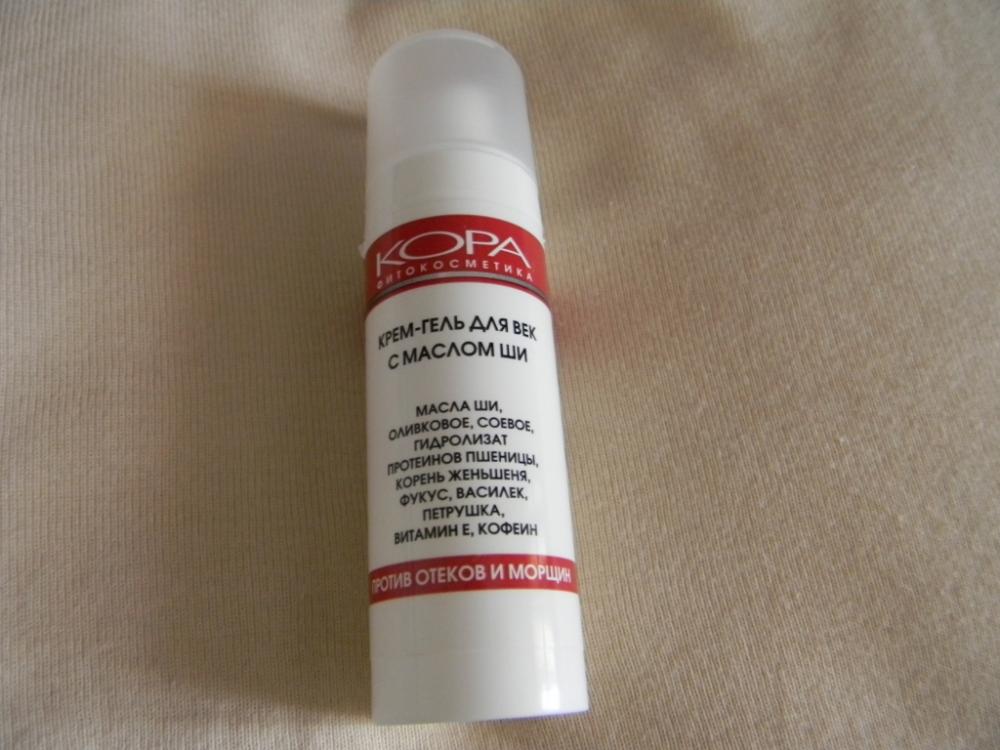 КОРА
ФИТОКОСМЕТИКА
КРЕМ-ГЕЛЬ ДЛЯ ВЕК
С МАСЛОМ ШИ
МАСЛА ШИ,
ОЛИВКОВОЕ, СОЕВОЕ,
ГИДРОЛИЗАТ
ПРОТЕИНОВ ПШЕНИЦЫ,
КОРЕНЬ ЖЕНЬШЕНЯ,
ФУКУС, ВАСИЛЕК,
ПЕТРУШКА,
ВИТАМИН Е, КОФЕИН
ПРОТИВ ОТЕКОВ И МОРЩИН